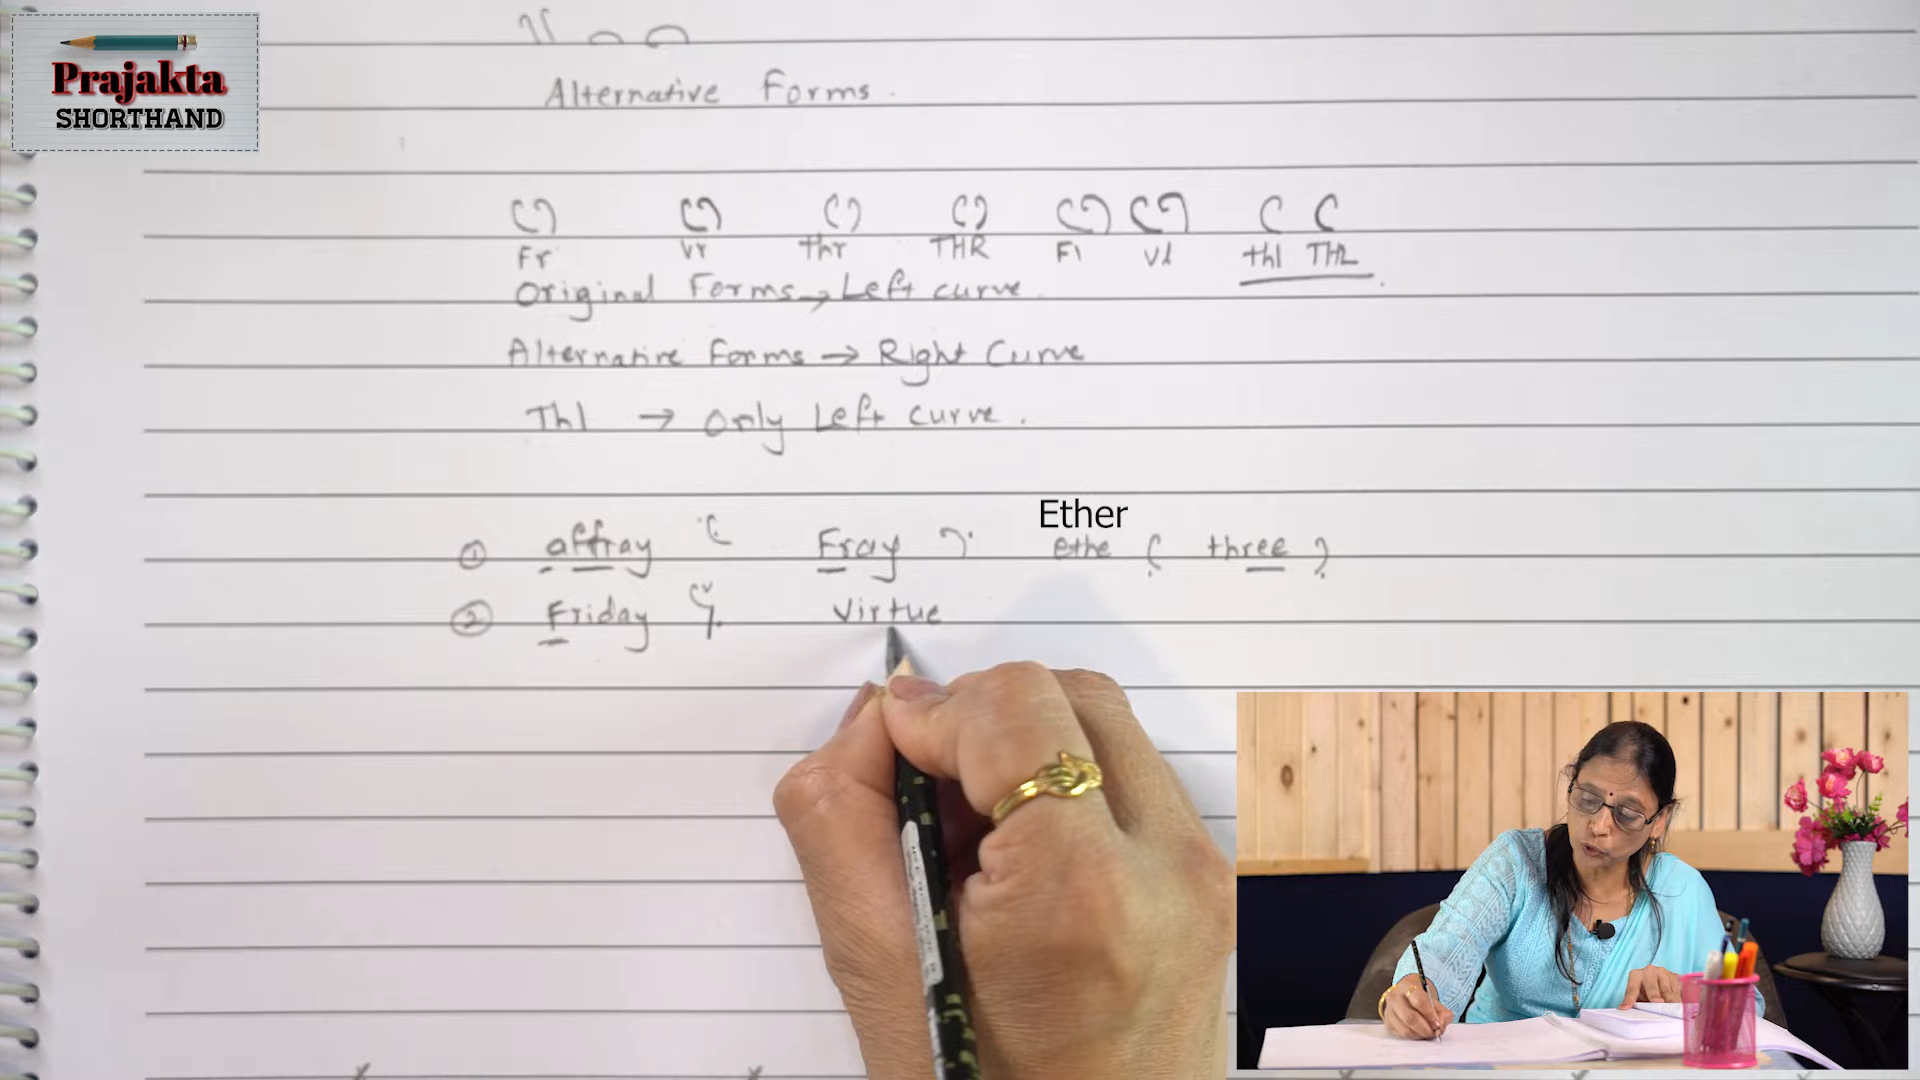 Prajakta
SHORTHAND
Alternative Forms.
Fr Vr thr THR Fl Vl thl THL
Original Forms → Left curve.
Alternative Forms → Right Curve
Thl → Only Left Curve.
Ether
① affray Fray ethe three
② Friday Virtue